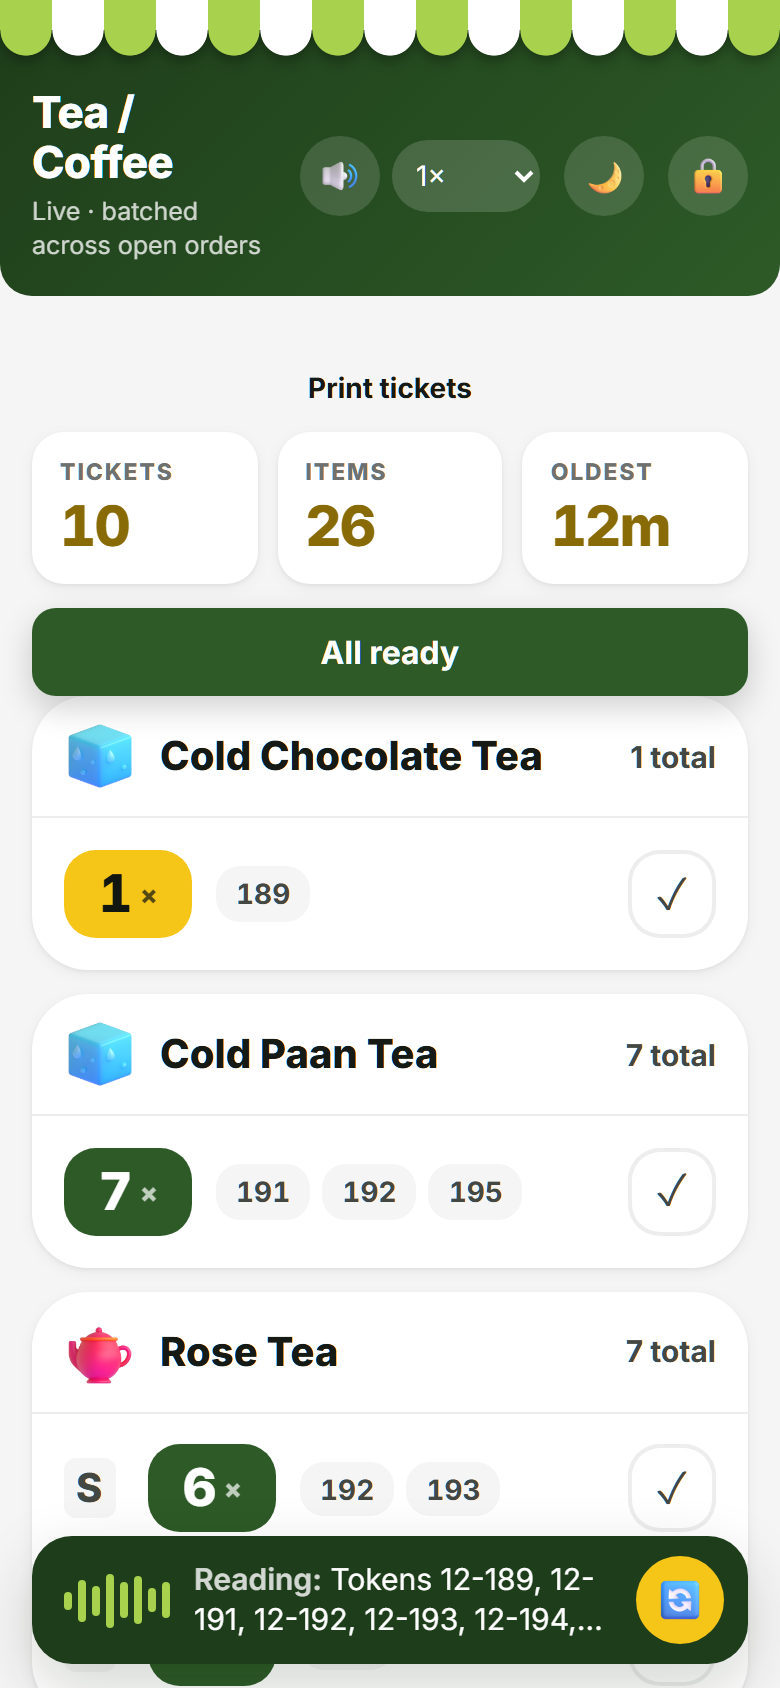 Tea /
Coffee
Live · batched
across open orders
1×
Print tickets
TICKETS
10
ITEMS
26
OLDEST
12m
All ready
Cold Chocolate Tea
1 total
1 ×
189
✓
Cold Paan Tea
7 total
7 ×
191
192
195
✓
Rose Tea
7 total
S
6 ×
192
193
✓
Reading: Tokens 12-189, 12-
191, 12-192, 12-193, 12-194,...